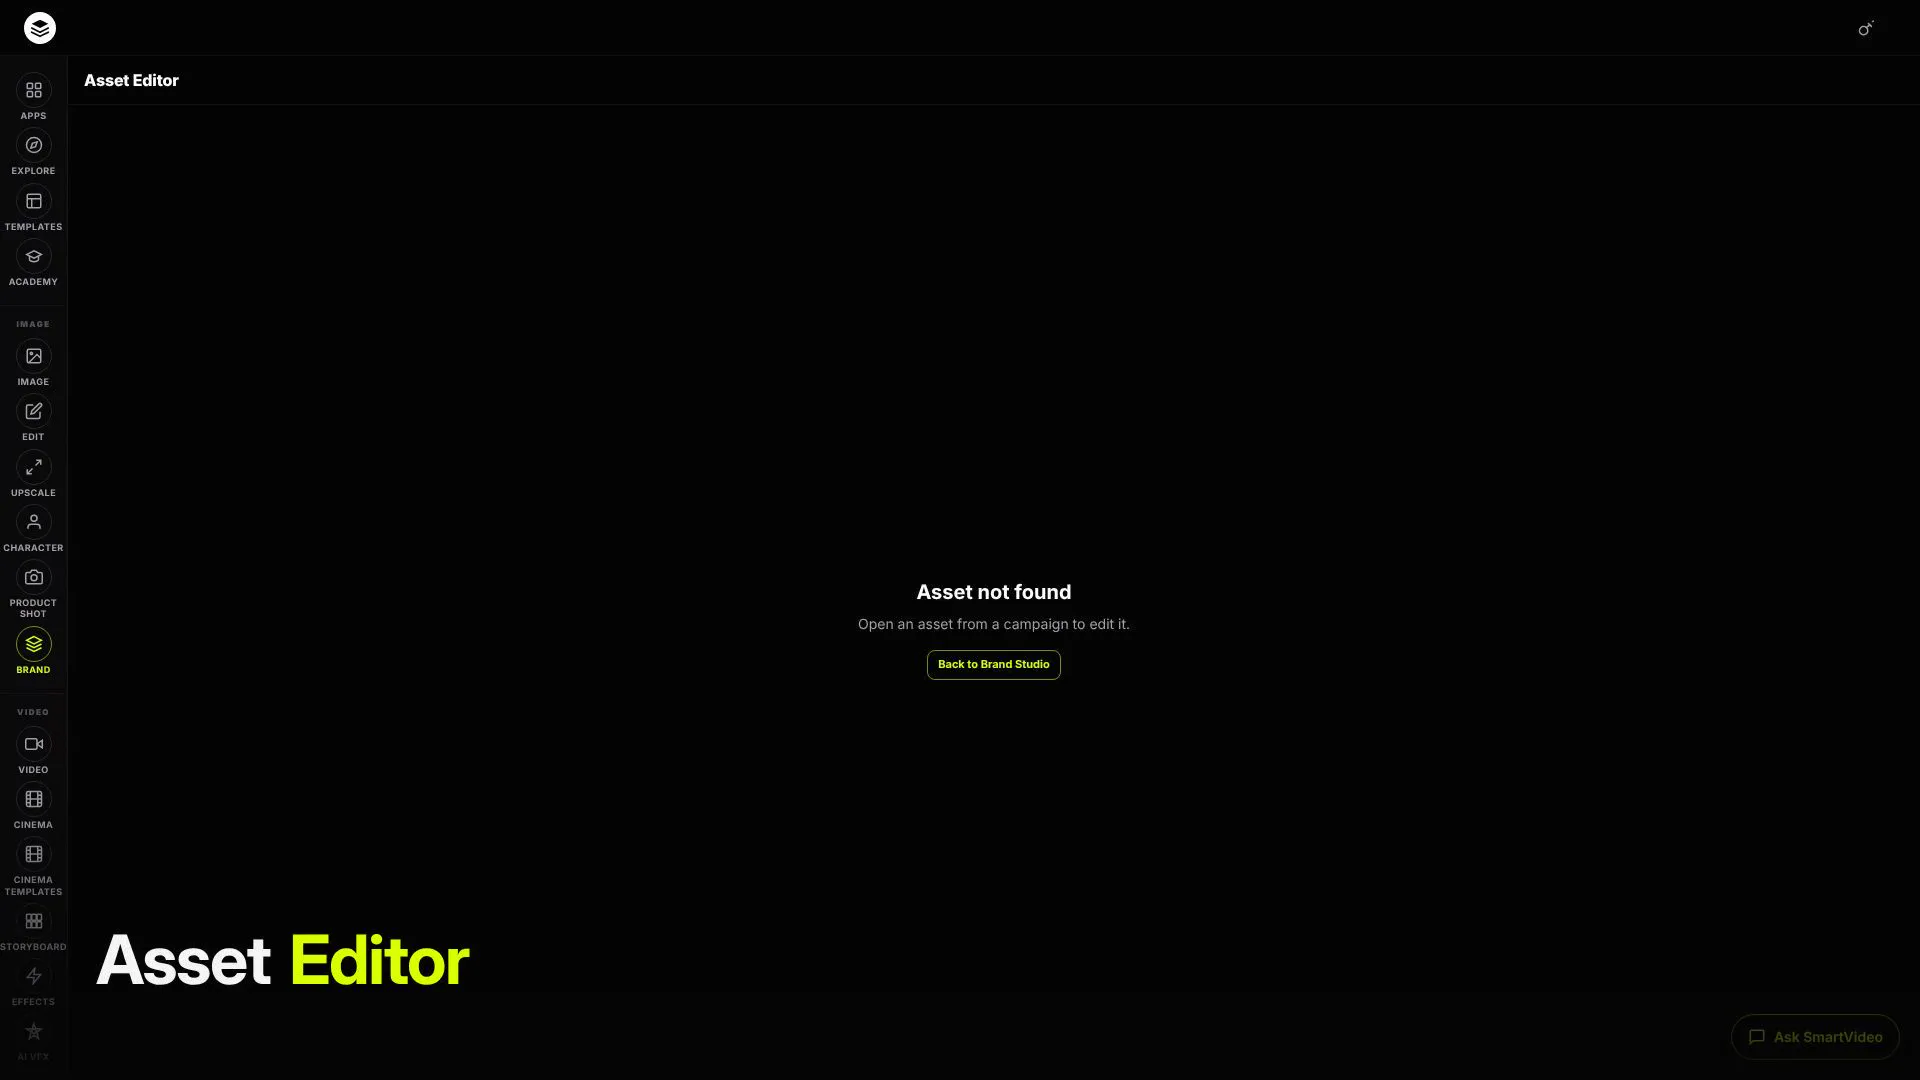 Asset Editor
APPS
EXPLORE
TEMPLATES
ACADEMY
IMAGE
IMAGE
EDIT
UPSCALE
CHARACTER
PRODUCT
SHOT
BRAND
VIDEO
VIDEO
CINEMA
CINEMA
TEMPLATES
STORYBOARD
EFFECTS
AI VFX
Asset not found
Open an asset from a campaign to edit it.
Back to Brand Studio
Asset Editor
Ask SmartVideo